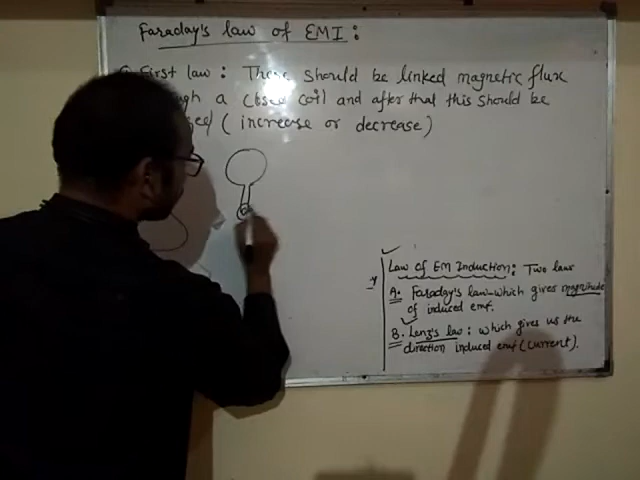 Faraday's law of EMI:
First law: There should be linked magnetic flux
a closed coil and after that this should be
(increase or decrease)
Law of EM Induction: Two laws
A. Faraday's law - which gives magnitude
of induced emf.
B. Lenz's law: which gives us the
direction induced emf (current).